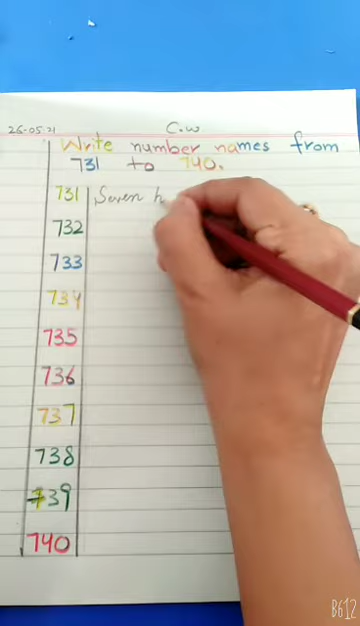 26-05-21 C.W
Write number names from
731 to 740.
731 Seven h
732
733
734
735
736
737
738
739
740
B612